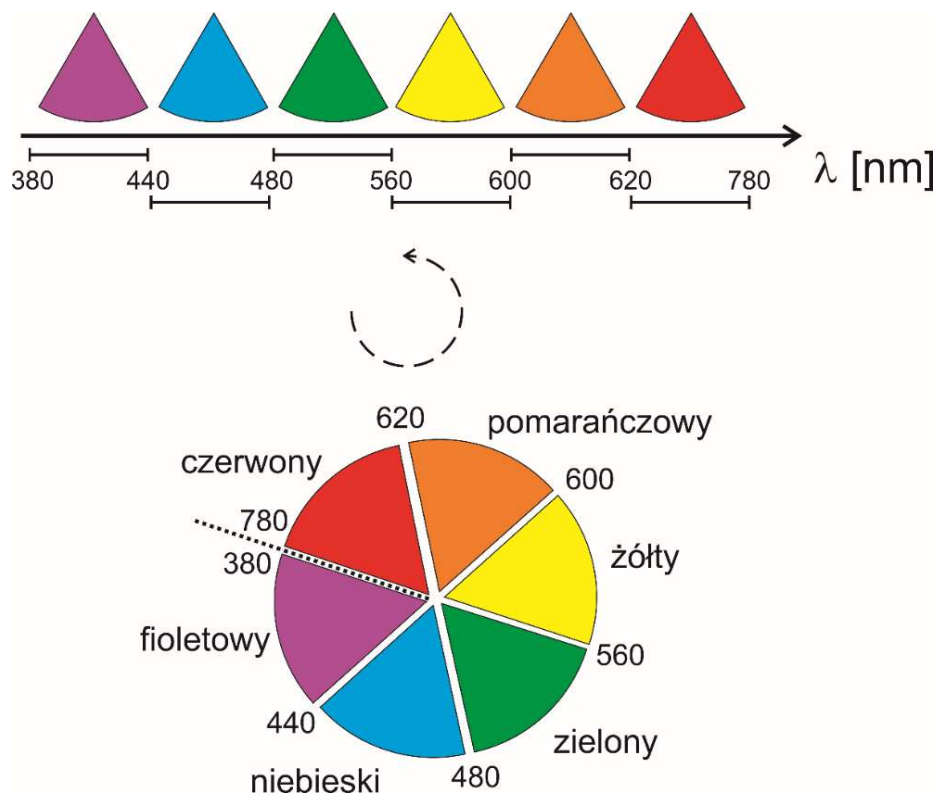 380 440 480 560 600 620 780 λ [nm]
620 pomarańczowy
czerwony 600
780
380 żółty
fioletowy 560
440 zielony
niebieski 480